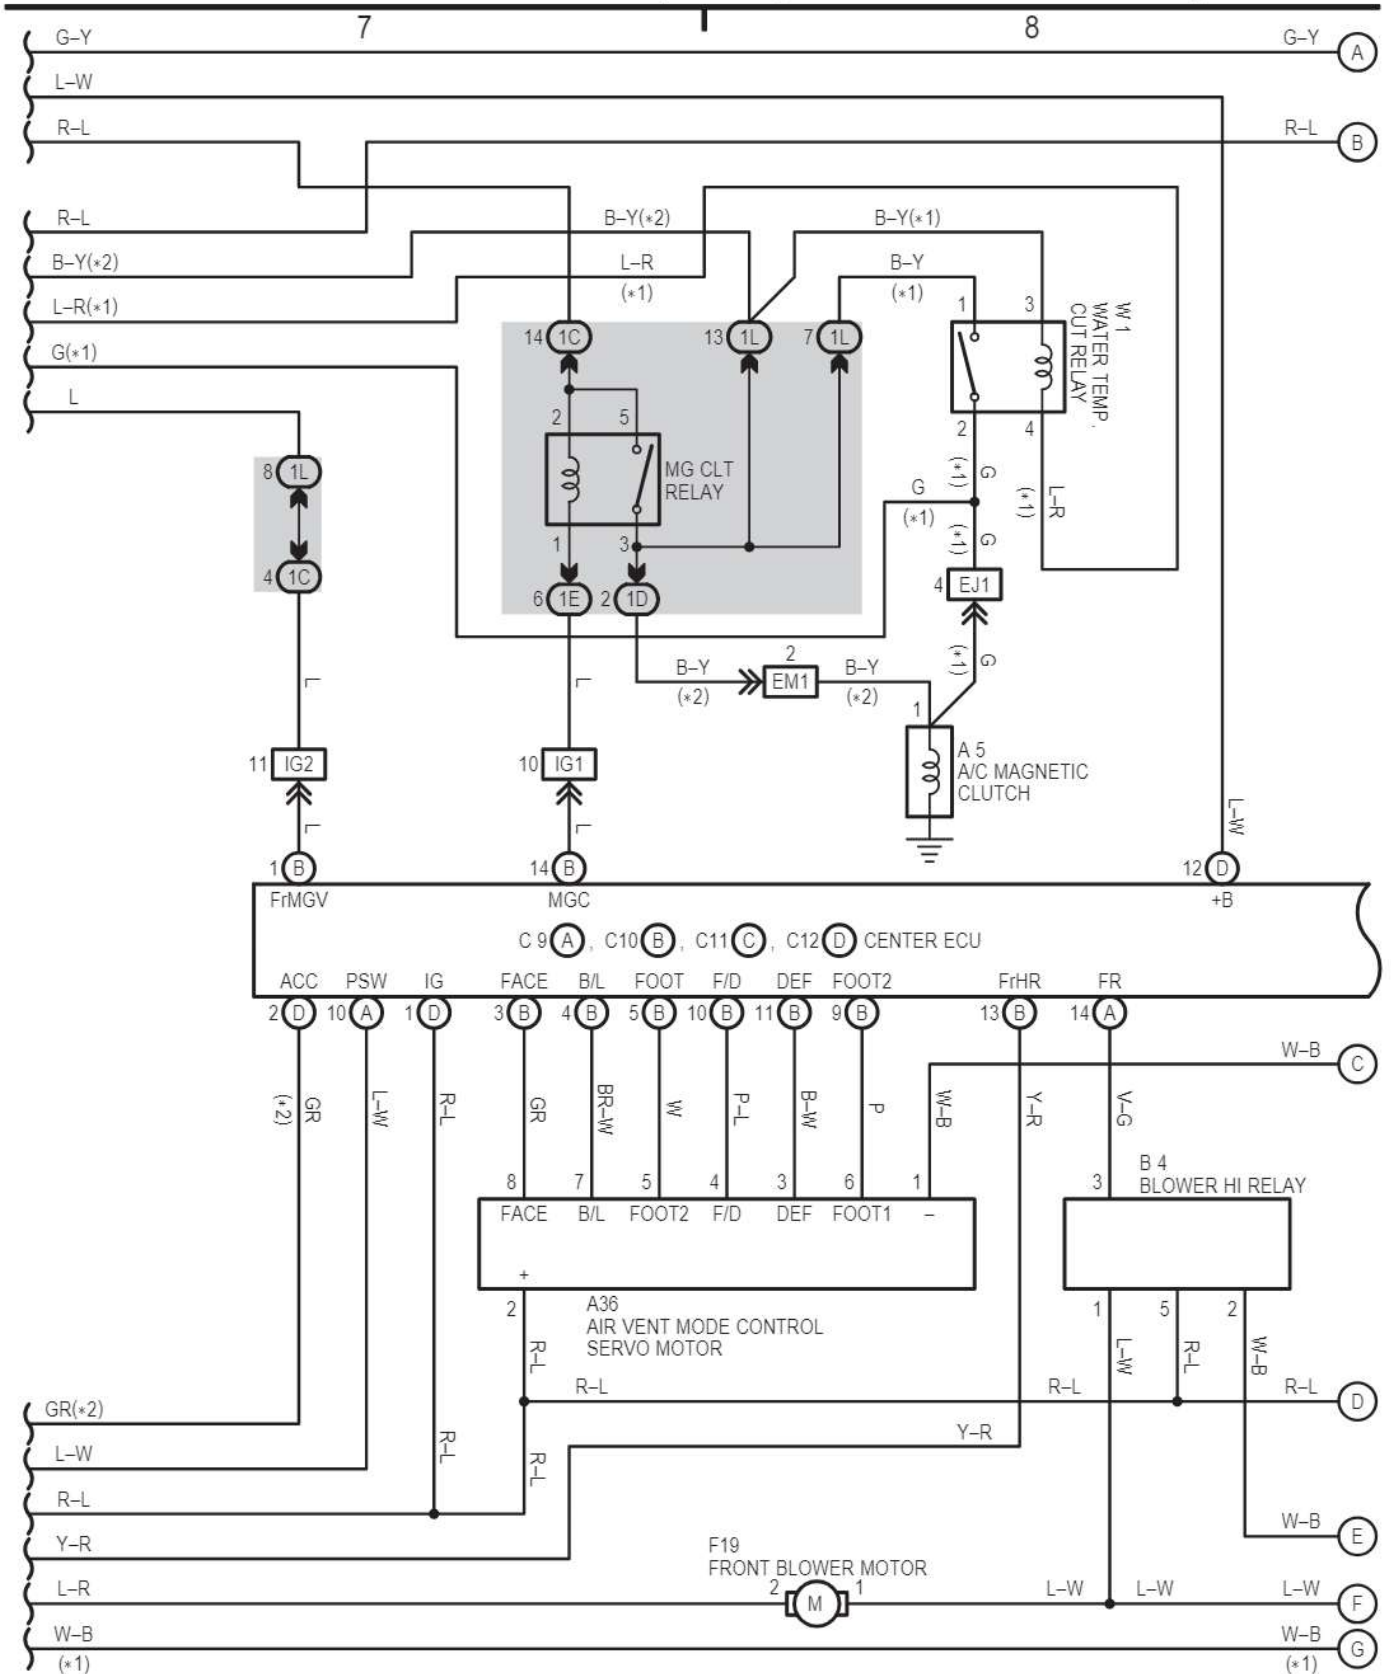 7 8
G–Y G–Y A
L–W
R–L R–L B
R–L B–Y(*2) B–Y(*1)
B–Y(*2) L–R B–Y
(*1) (*1)
L–R(*1) 1 3
W 1
WATER TEMP.
CUT RELAY
14 1C 13 1L 7 1L
G(*1)
L
2 5 2 4
MG CLT
RELAY
8 1L
(*1) G
G
(*1)
(*1) L–R
(*1) G
1 3
4 1C 6 1E 2 1D 4 EJ1
(*1) G
L L
B–Y 2 B–Y
(*2) EM1 (*2)
1
A 5
A/C MAGNETIC
CLUTCH
11 IG2 10 IG1
L L L–W
1 B 14 B 12 D
FrMGV MGC +B
C 9 A , C10 B , C11 C , C12 D CENTER ECU
ACC PSW IG FACE B/L FOOT F/D DEF FOOT2 FrHR FR
2 D 10 A 1 D 3 B 4 B 5 B 10 B 11 B 9 B 13 B 14 A
W–B C
(*2) GR L–W R–L GR BR–W W P–L B–W P W–B Y–R V–G
B 4
BLOWER HI RELAY
8 7 5 4 3 6 1 3
FACE B/L FOOT2 F/D DEF FOOT1 –
+
2 1 5 2
A36
AIR VENT MODE CONTROL
SERVO MOTOR
R–L L–W R–L W–B
R–L R–L R–L D
GR(*2)
Y–R
R–L R–L
L–W
R–L
W–B E
Y–R
F19
FRONT BLOWER MOTOR
L–R 2 M 1 L–W L–W L–W F
W–B W–B G
(*1) (*1)